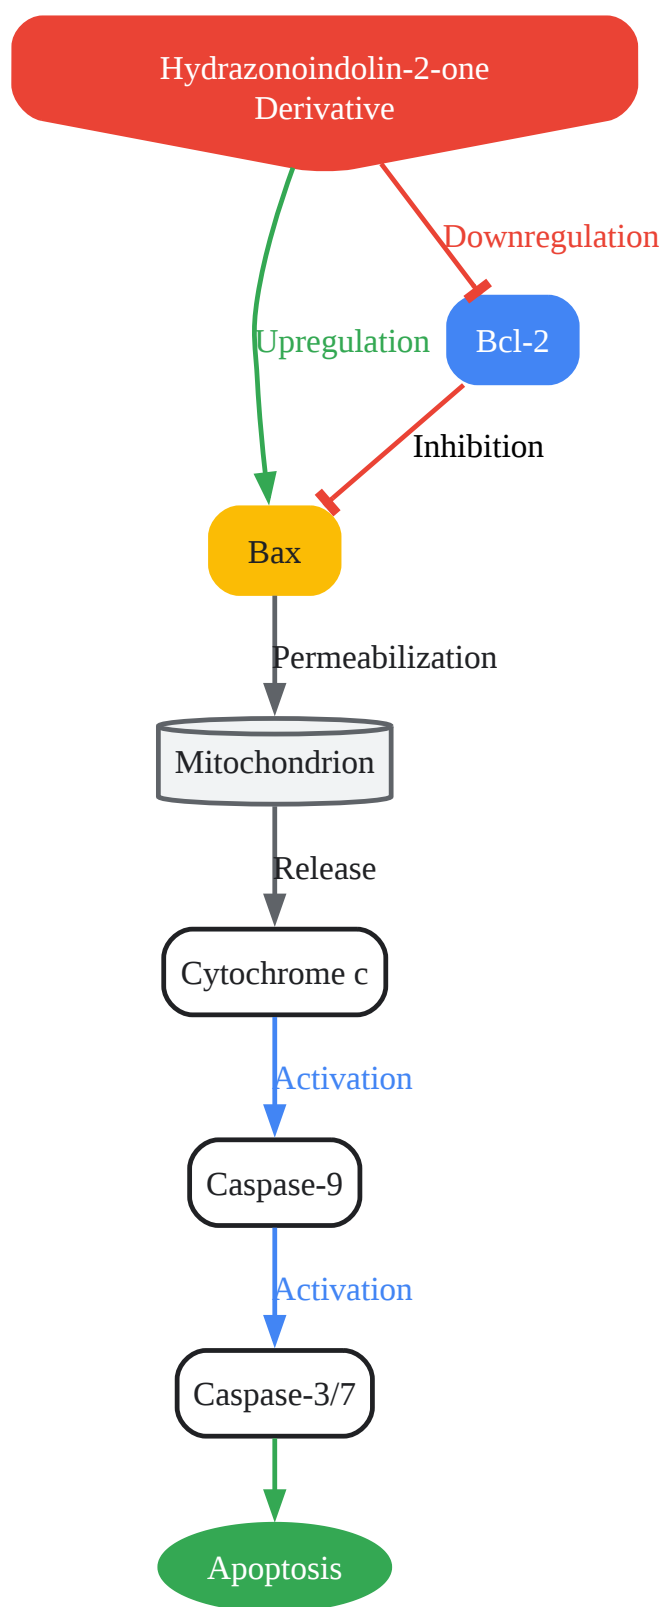 Hydrazonoindolin-2-one
Derivative
Downregulation
Upregulation
Bcl-2
Inhibition
Bax
Permeabilization
Mitochondrion
Release
Cytochrome c
Activation
Caspase-9
Activation
Caspase-3/7
Apoptosis